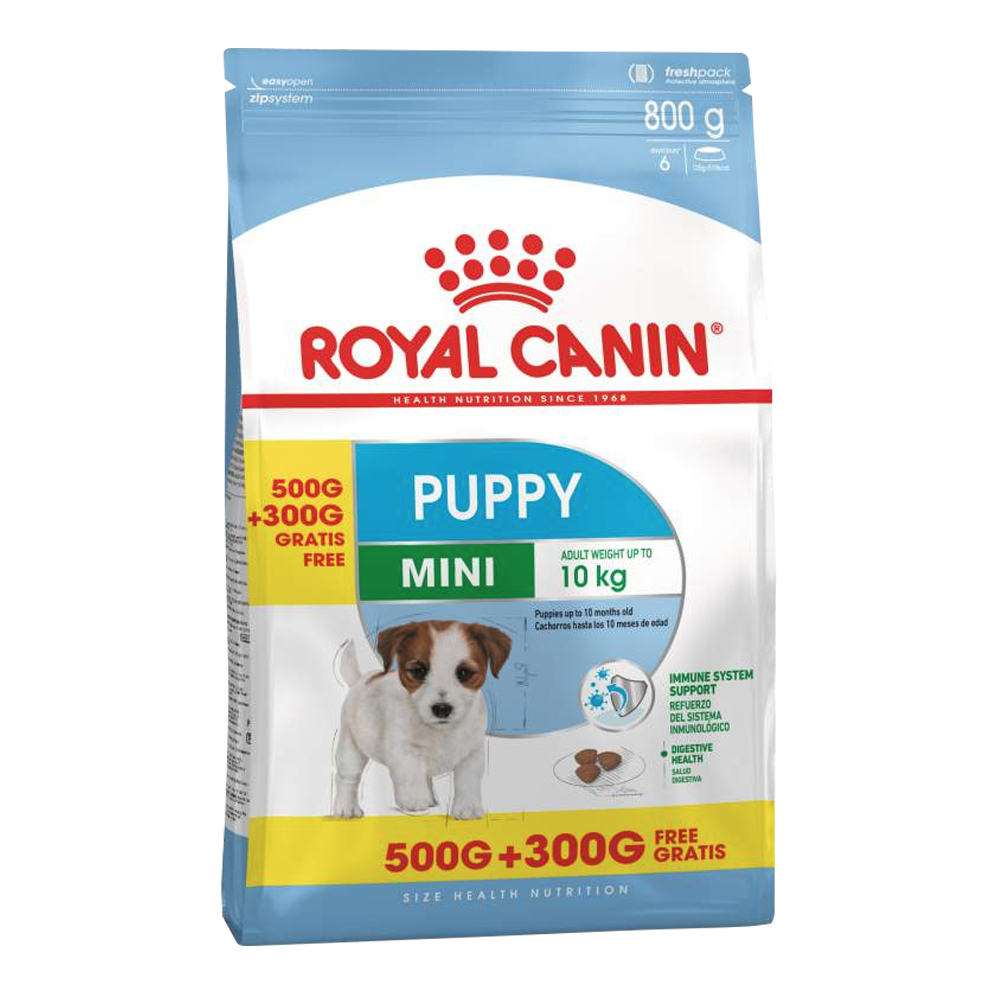 easyopen
zipsystem
freshpack
Protective atmosphere
800 g
6
ROYAL CANIN®
HEALTH NUTRITION SINCE 1968
500G
+300G
GRATIS
FREE
PUPPY
MINI
ADULT WEIGHT UP TO
10 kg
Puppies up to 10 months old
Cachorros hasta los 10 meses de edad
IMMUNE SYSTEM
SUPPORT
REFUERZO
DEL SISTEMA
INMUNOLÓGICO
DIGESTIVE
HEALTH
SALUD
DIGESTIVA
500G+300G FREE
GRATIS
SIZE HEALTH NUTRITION